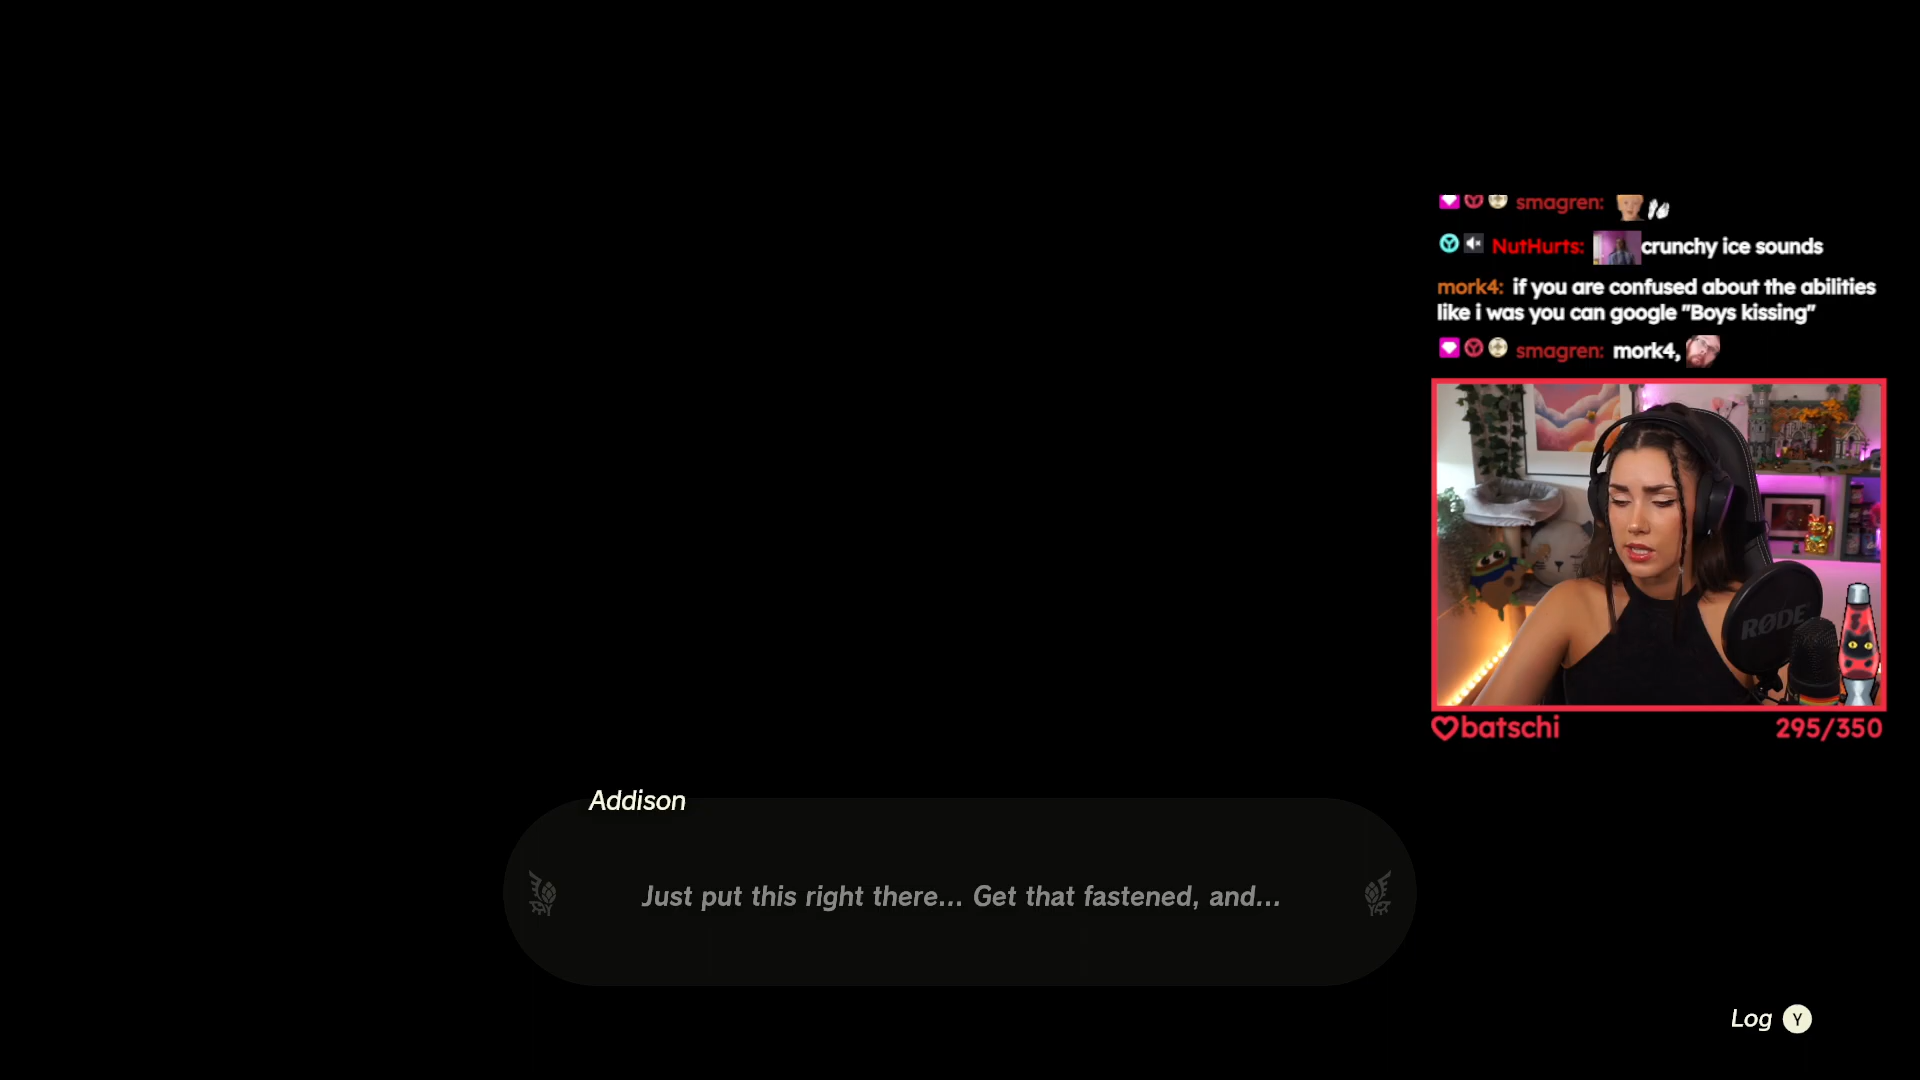 smagren:
NutHurts: crunchy ice sounds
mork4: if you are confused about the abilities
like i was you can google "Boys kissing"
smagren: mork4,
RØDE
batschi
295/350
Addison
Just put this right there... Get that fastened, and...
Log Y